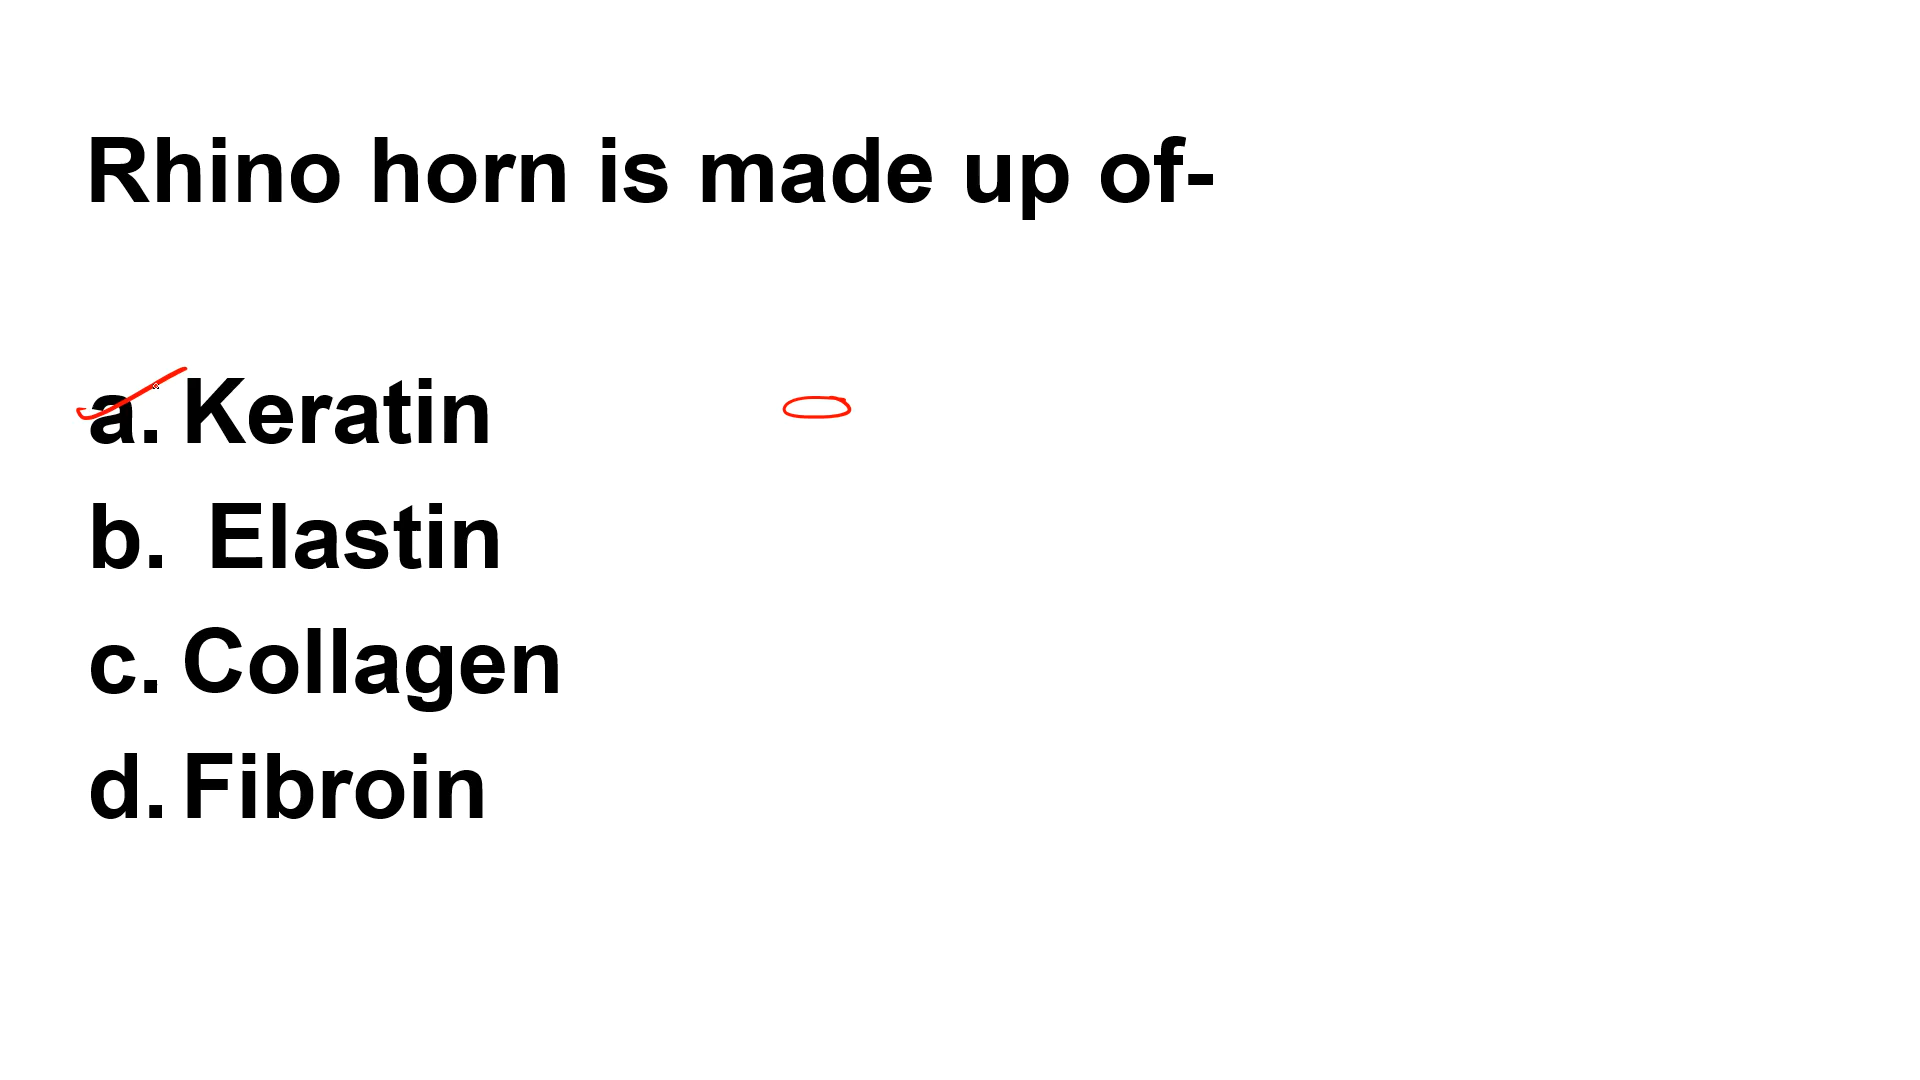 Rhino horn is made up of-
a. Keratin
b. Elastin
c. Collagen
d. Fibroin